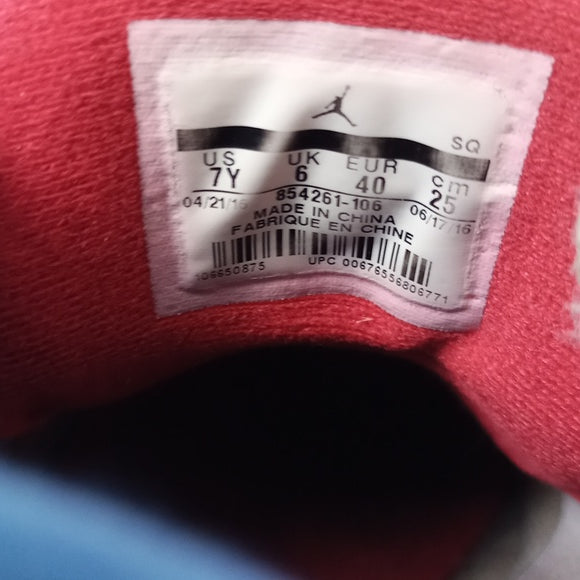 SQ
US UK EUR cm
7Y 6 40 25
04/21/16 854261-106 06/17/16
MADE IN CHINA
FABRIQUE EN CHINE
106650875 UPC 00676556806771